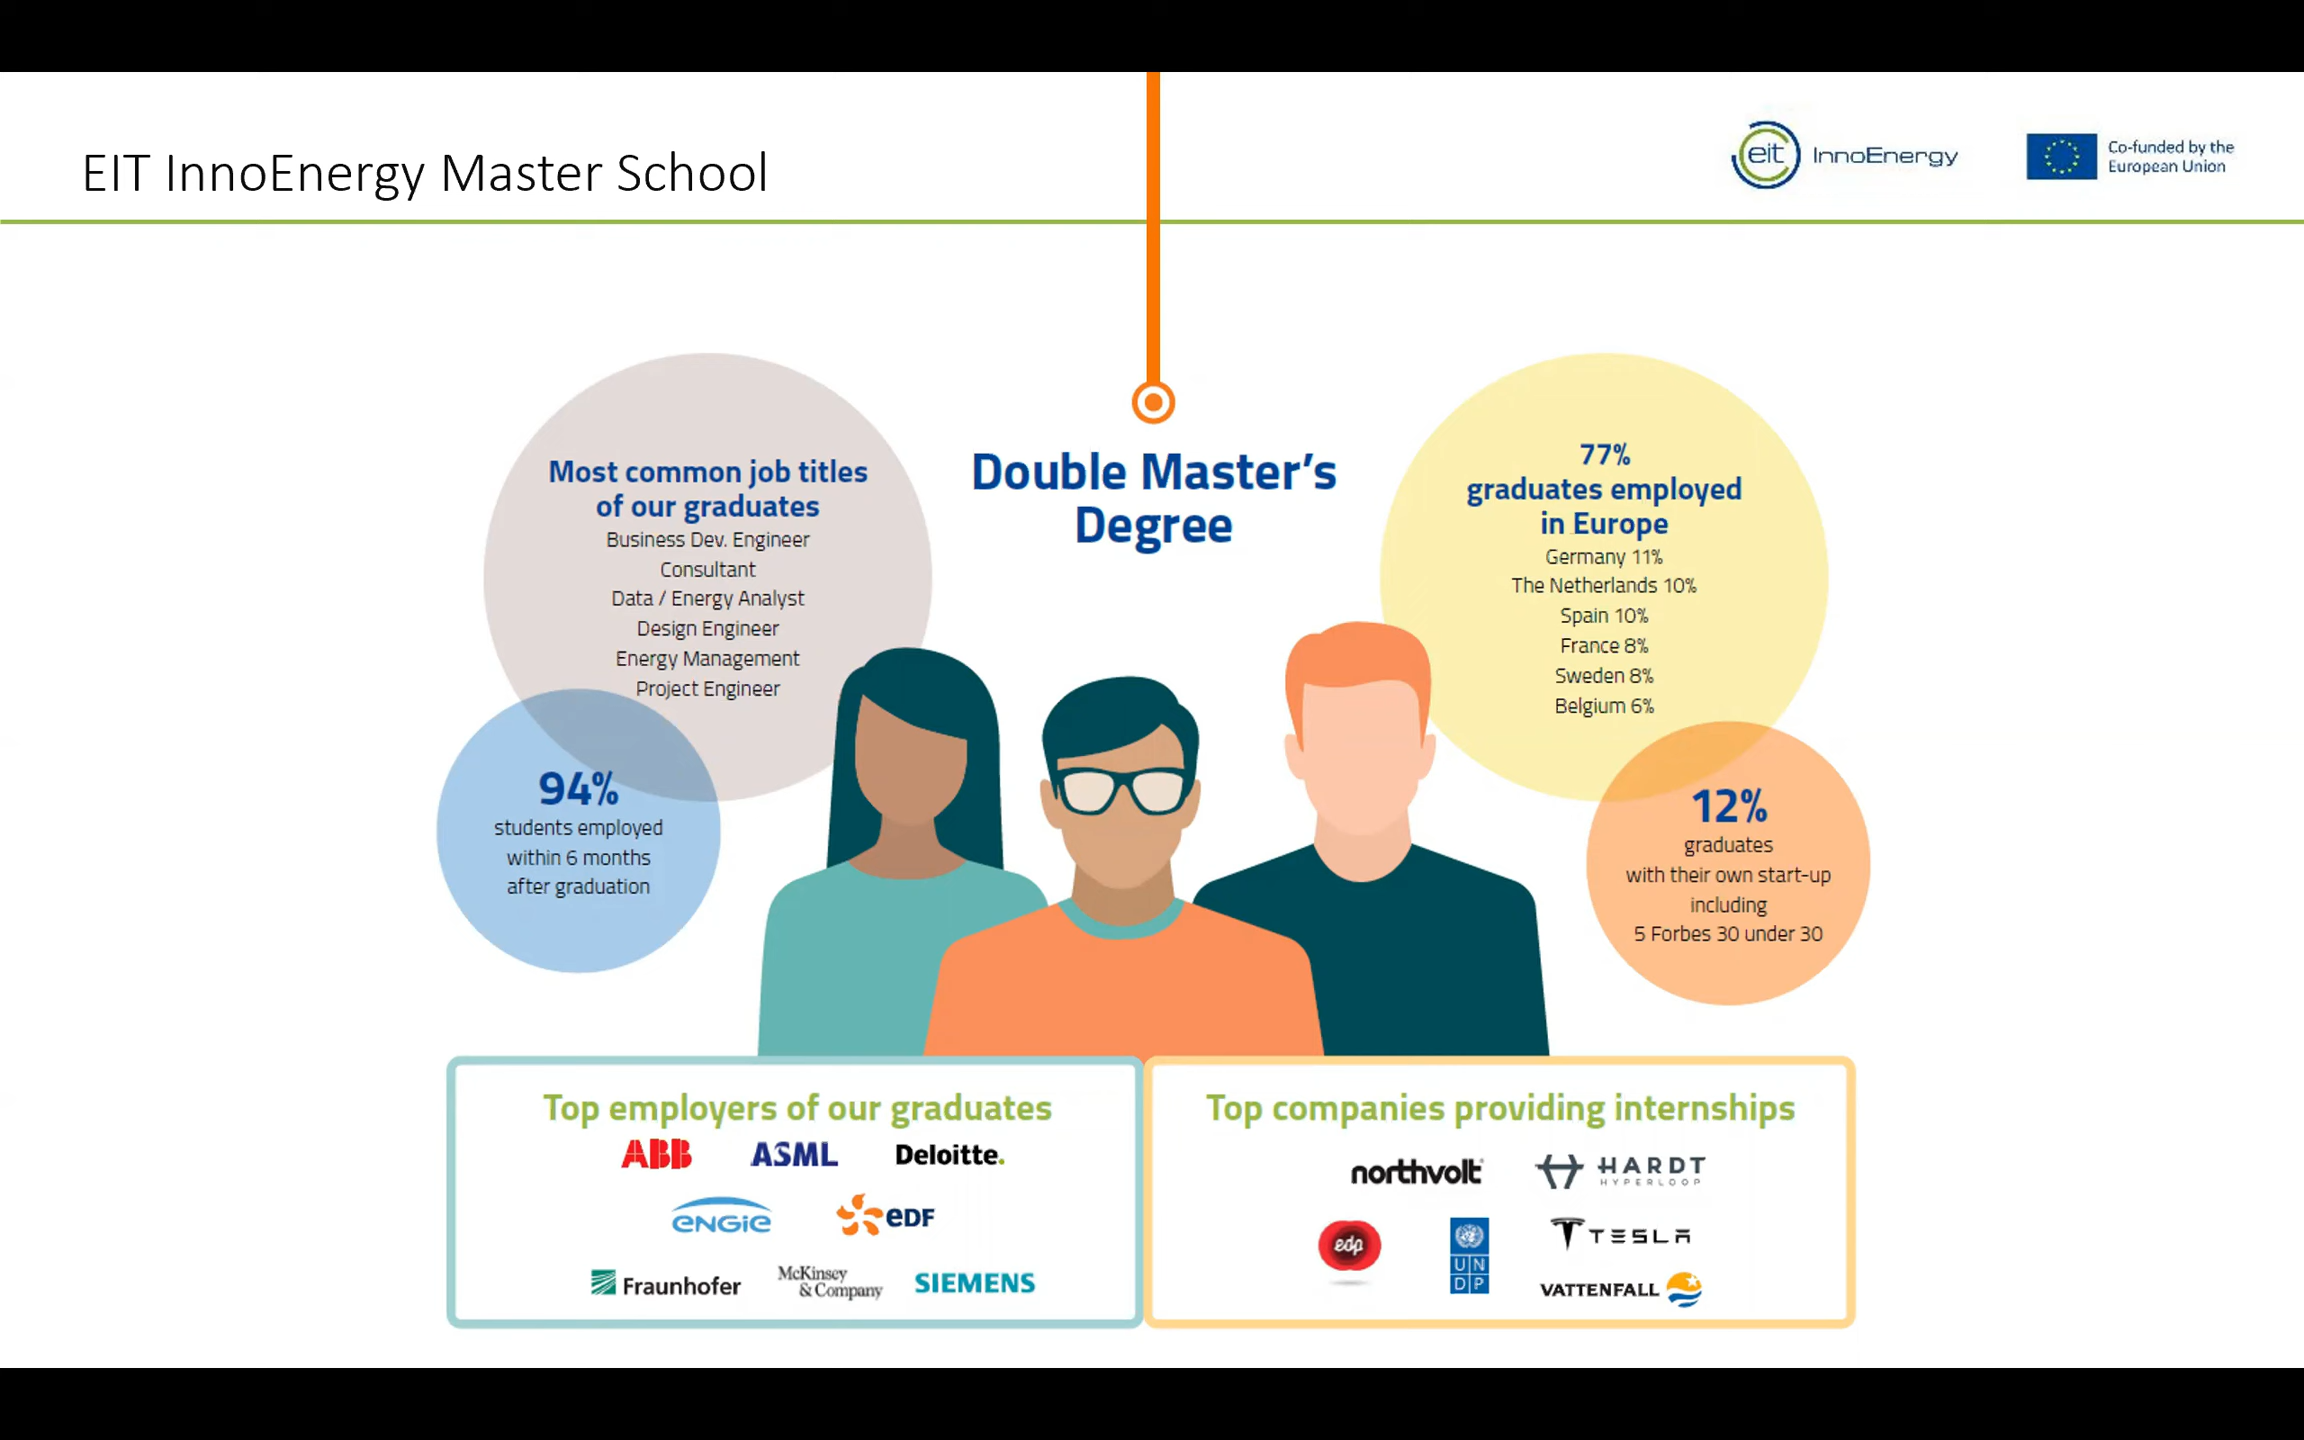 EIT InnoEnergy Master School
eit InnoEnergy
Co-funded by the
European Union
Double Master's
Degree
Most common job titles
of our graduates
Business Dev. Engineer
Consultant
Data / Energy Analyst
Design Engineer
Energy Management
Project Engineer
94%
students employed
within 6 months
after graduation
77%
graduates employed
in Europe
Germany 11%
The Netherlands 10%
Spain 10%
France 8%
Sweden 8%
Belgium 6%
12%
graduates
with their own start-up
including
5 Forbes 30 under 30
Top employers of our graduates
ABB ASML Deloitte.
ENGIE eDF
Fraunhofer McKinsey
& Company SIEMENS
Top companies providing internships
northvolt HARDT
HYPERLOOP
edp
UN
DP
TESLA
VATTENFALL